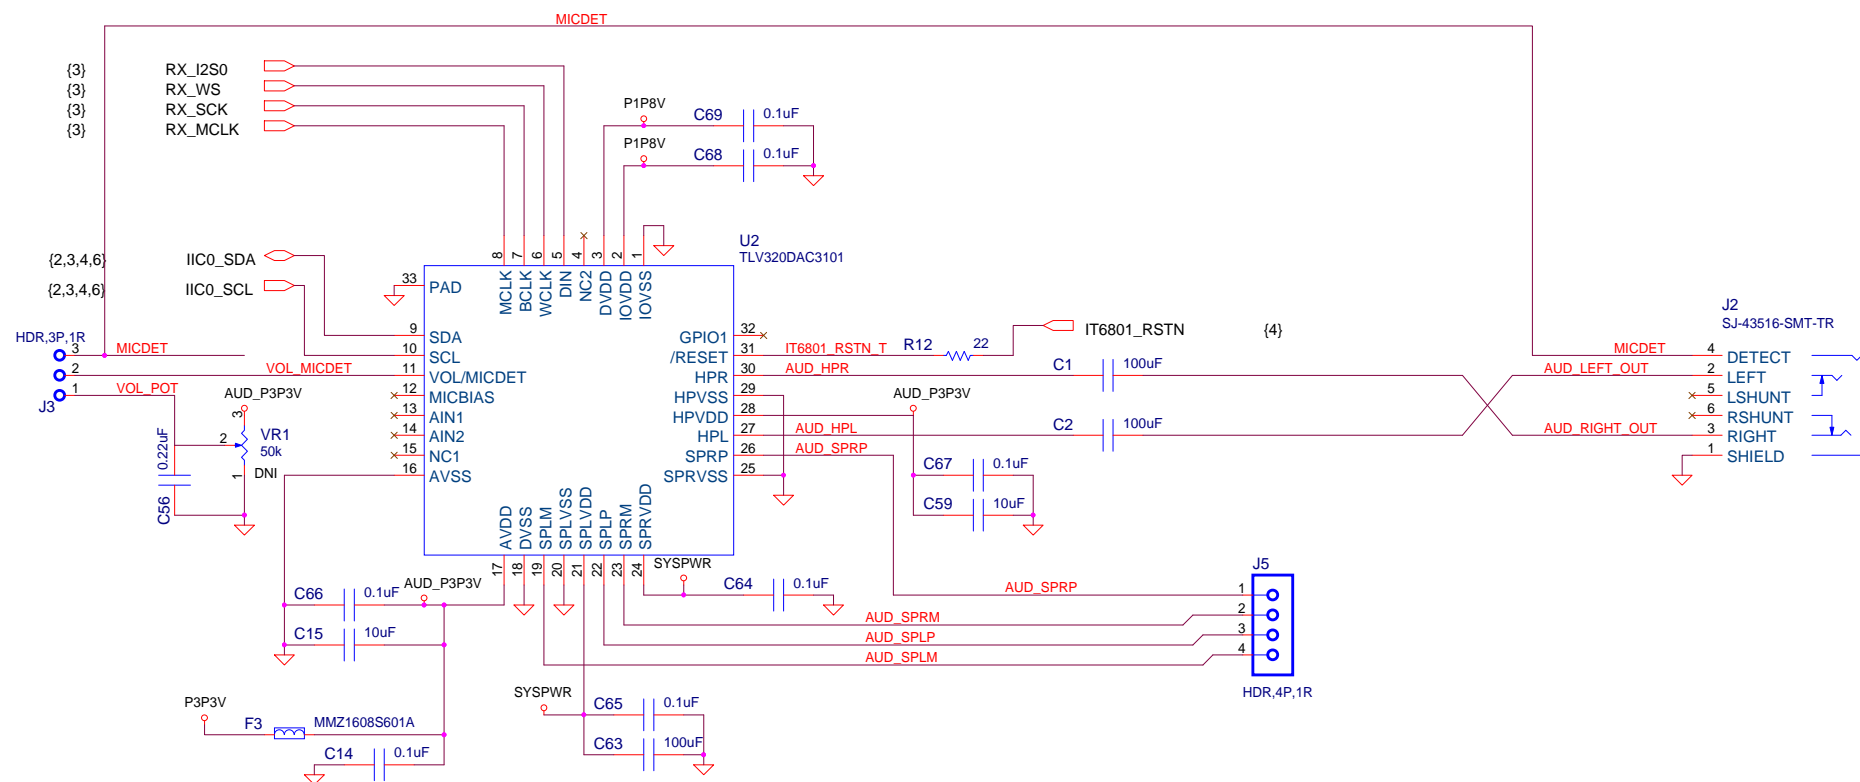 MICDET
{3} RX_I2S0
{3} RX_WS
{3} RX_SCK
{3} RX_MCLK
P1P8V C69 0.1uF
P1P8V C68 0.1uF
U2
TLV320DAC3101
{2,3,4,6} IIC0_SDA
{2,3,4,6} IIC0_SCL
8 7 6 5 4 3 2 1
MCLK BCLK WCLK DIN NC2 DVDD IOVDD IOVSS
33 PAD
9 SDA
10 SCL
11 VOL/MICDET
12 MICBIAS
13 AIN1
14 AIN2
15 NC1
16 AVSS
GPIO1 32
/RESET 31
HPR 30
HPVSS 29
HPVDD 28
HPL 27
SPRP 26
SPRVSS 25
AVDD DVSS SPLM SPLVSS SPLVDD SPLP SPRM SPRVDD
17 18 19 20 21 22 23 24
HDR,3P,1R
3 MICDET
2 VOL_MICDET
1 VOL_POT
J3
AUD_P3P3V
3
2 VR1
50k
1 DNI
0.22uF
C56
IT6801_RSTN {4}
IT6801_RSTN_T R12 22
AUD_HPR C1 100uF
AUD_P3P3V
AUD_HPL C2 100uF
AUD_SPRP
C67 0.1uF
C59 10uF
J2
SJ-43516-SMT-TR
MICDET 4 DETECT
AUD_LEFT_OUT 2 LEFT
5 LSHUNT
6 RSHUNT
AUD_RIGHT_OUT 3 RIGHT
1 SHIELD
SYSPWR C64 0.1uF
AUD_P3P3V
C66 0.1uF
C15 10uF
J5
AUD_SPRP 1
AUD_SPRM 2
AUD_SPLP 3
AUD_SPLM 4
HDR,4P,1R
SYSPWR C65 0.1uF
C63 100uF
P3P3V
F3 MMZ1608S601A
C14 0.1uF